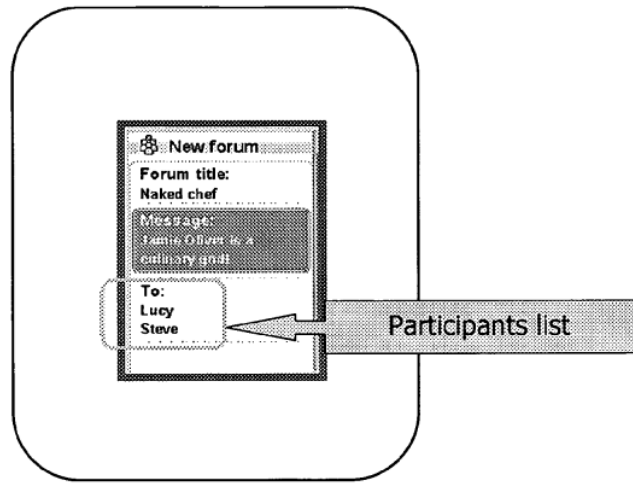 New forum
Forum title:
Naked chef
Message:
Jamie Oliver is a
culinary god!
To:
Lucy
Steve
Participants list